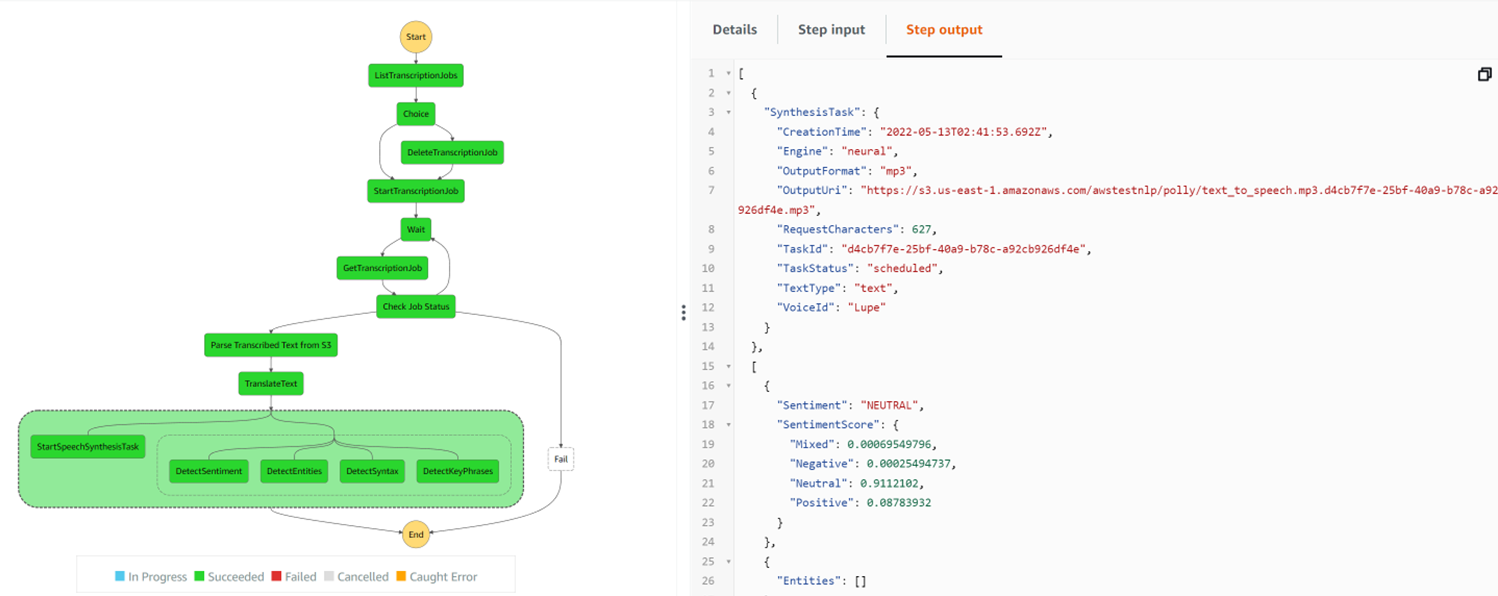 Start
ListTranscriptionJobs
Choice
DeleteTranscriptionJob
StartTranscriptionJob
Wait
GetTranscriptionJob
Check Job Status
Parse Transcribed Text from S3
TranslateText
StartSpeechSynthesisTask
DetectSentiment DetectEntities DetectSyntax DetectKeyPhrases
Fail
End
In Progress Succeeded Failed Cancelled Caught Error
Details Step input Step output
1 [
2 {
3 "SynthesisTask": {
4 "CreationTime": "2022-05-13T02:41:53.692Z",
5 "Engine": "neural",
6 "OutputFormat": "mp3",
7 "OutputUri": "https://s3.us-east-1.amazonaws.com/awstestnlp/polly/text_to_speech.mp3.d4cb7f7e-25bf-40a9-b78c-a92
926df4e.mp3",
8 "RequestCharacters": 627,
9 "TaskId": "d4cb7f7e-25bf-40a9-b78c-a92cb926df4e",
10 "TaskStatus": "scheduled",
11 "TextType": "text",
12 "VoiceId": "Lupe"
13 }
14 },
15 [
16 {
17 "Sentiment": "NEUTRAL",
18 "SentimentScore": {
19 "Mixed": 0.00069549796,
20 "Negative": 0.00025494737,
21 "Neutral": 0.9112102,
22 "Positive": 0.08783932
23 }
24 },
25 {
26 "Entities": []